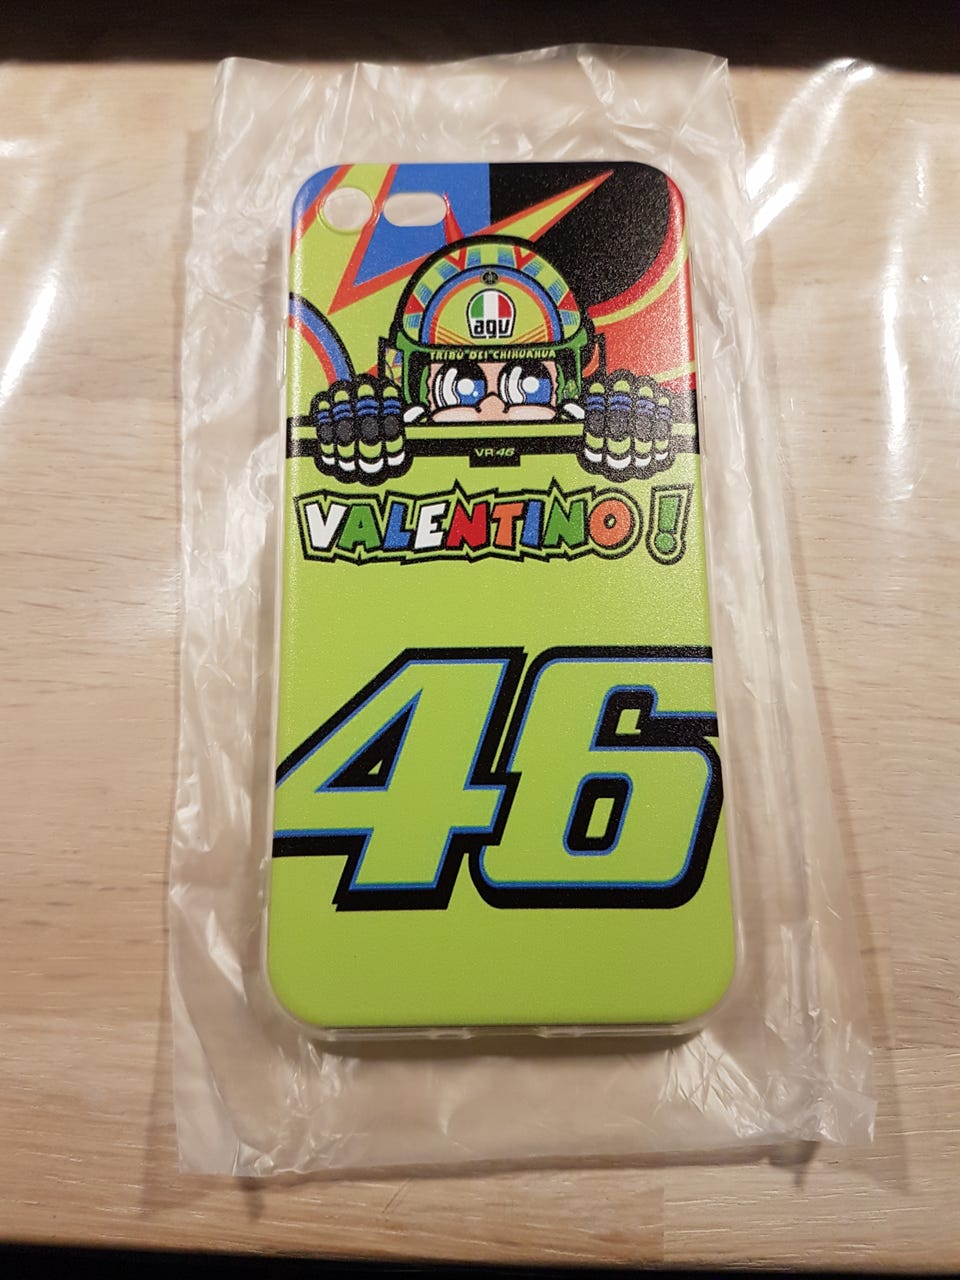 agv
TRIBU DEI CHIHUAHUA
VR46
VALENTINO!
46